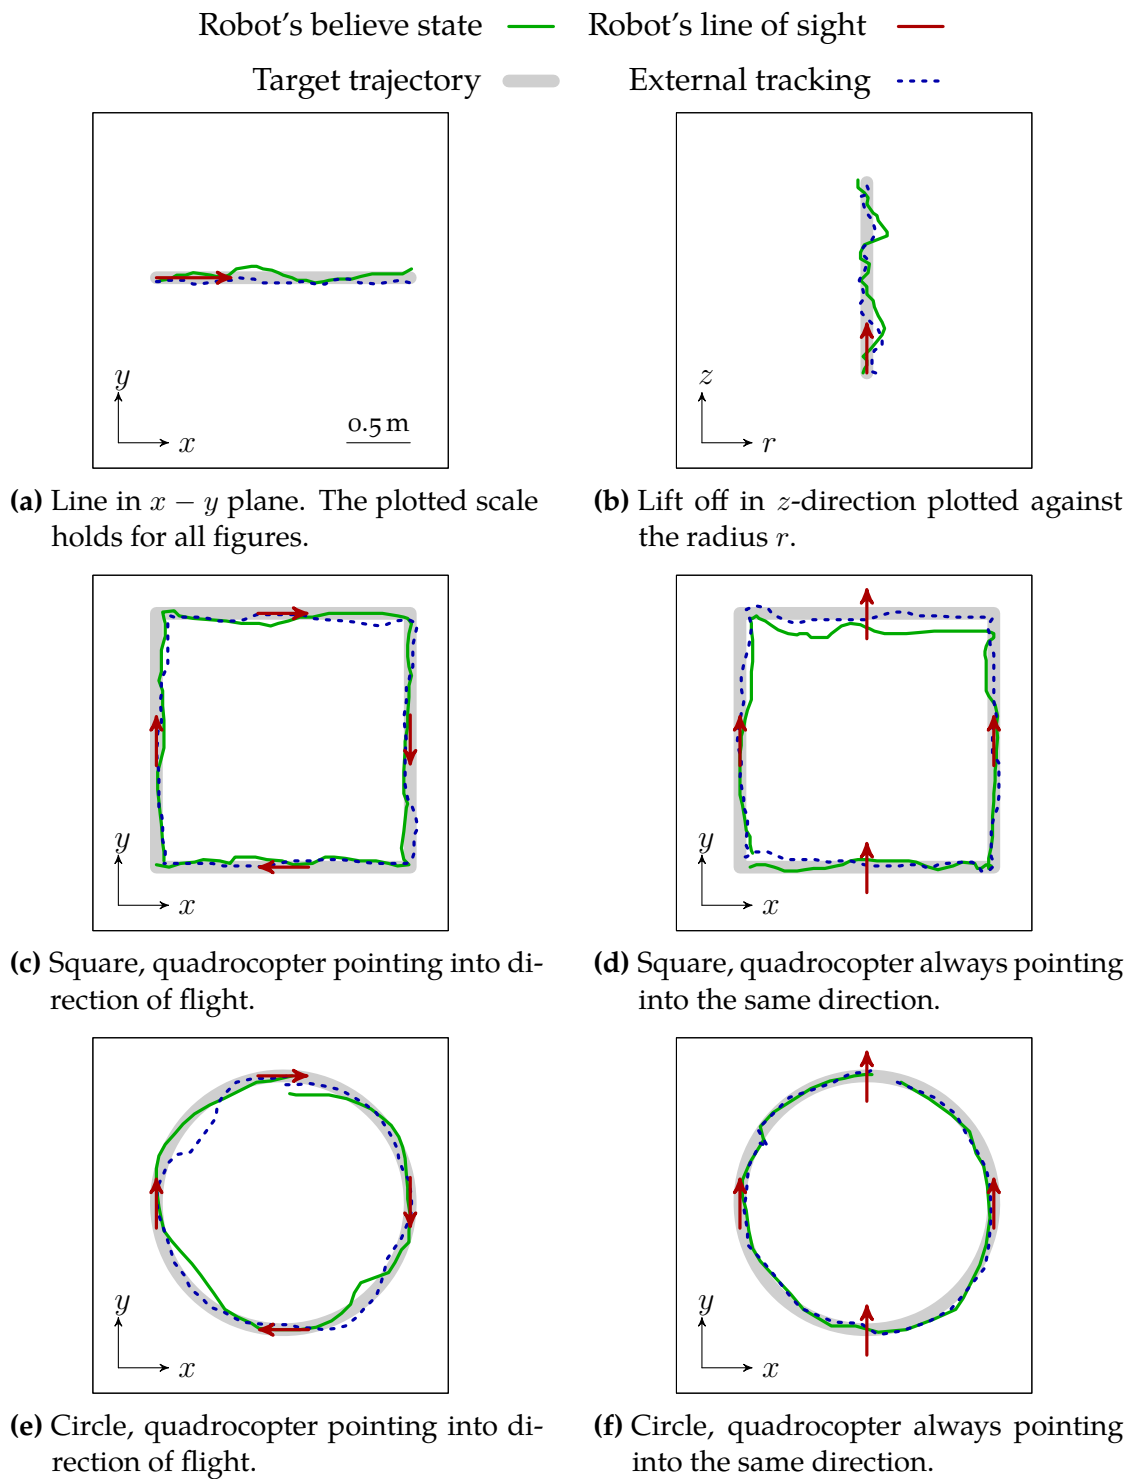 Robot's believe state Robot's line of sight
Target trajectory External tracking
y
x
0.5 m
z
r
(a) Line in x − y plane. The plotted scale
holds for all figures.
(b) Lift off in z-direction plotted against
the radius r.
y
x
y
x
(c) Square, quadrocopter pointing into di-
rection of flight.
(d) Square, quadrocopter always pointing
into the same direction.
y
x
y
x
(e) Circle, quadrocopter pointing into di-
rection of flight.
(f) Circle, quadrocopter always pointing
into the same direction.